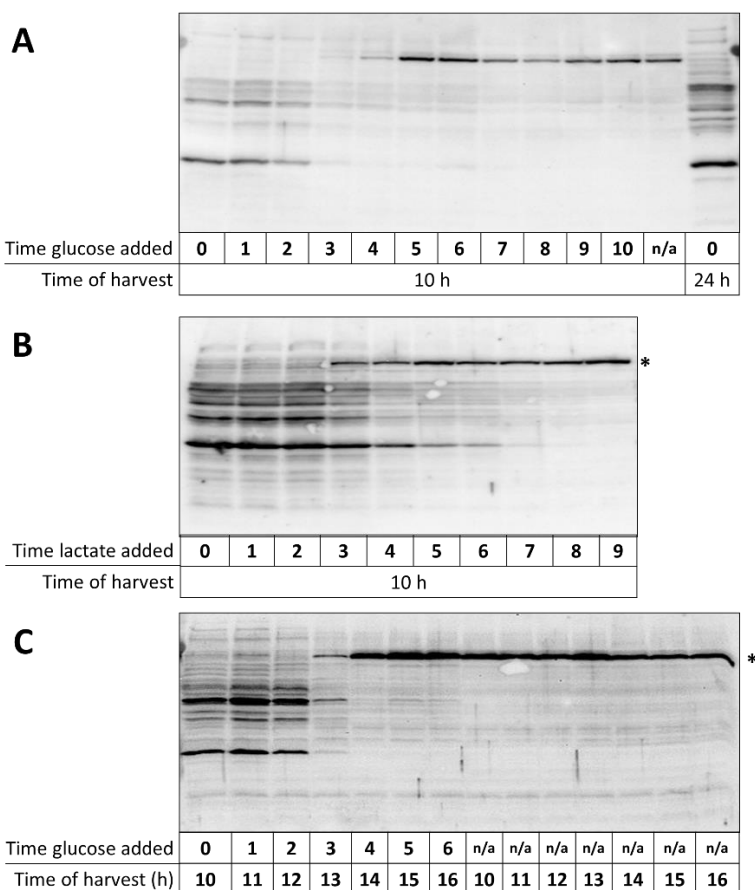 A
Time glucose added 0 1 2 3 4 5 6 7 8 9 10 n/a 0
Time of harvest 10 h 24 h
B
*
Time lactate added 0 1 2 3 4 5 6 7 8 9
Time of harvest 10 h
C
*
Time glucose added 0 1 2 3 4 5 6 n/a n/a n/a n/a n/a n/a n/a
Time of harvest (h) 10 11 12 13 14 15 16 10 11 12 13 14 15 16